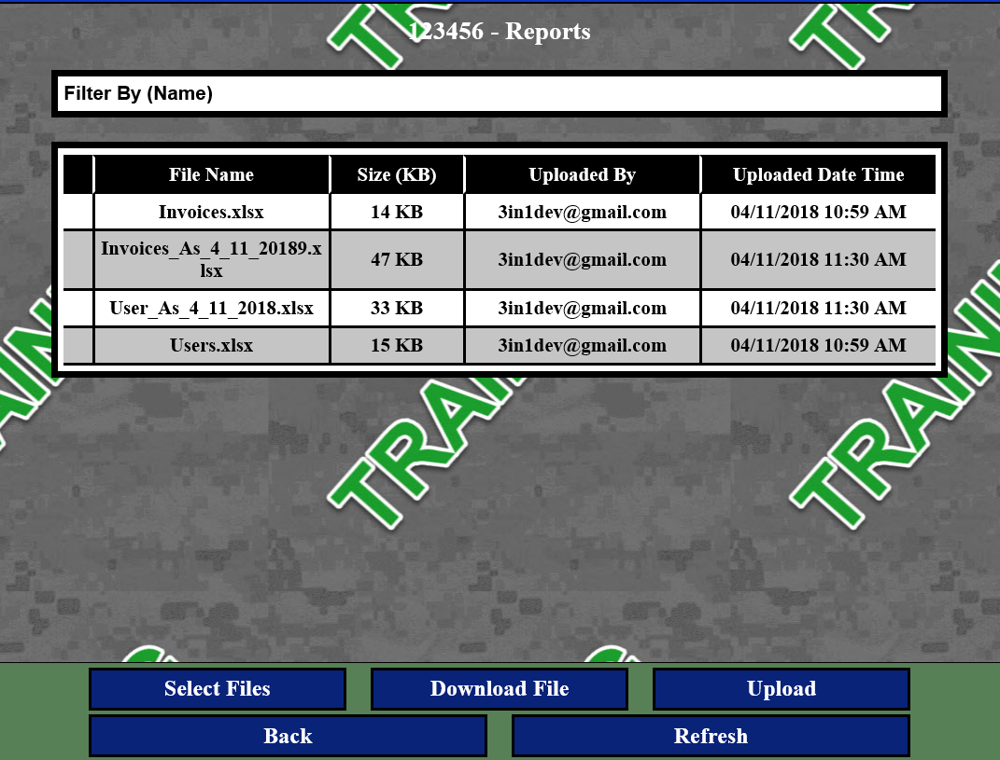 123456 - Reports
Filter By (Name)
File Name Size (KB) Uploaded By Uploaded Date Time
Invoices.xlsx 14 KB 3in1dev@gmail.com 04/11/2018 10:59 AM
Invoices_As_4_11_20189.x
lsx 47 KB 3in1dev@gmail.com 04/11/2018 11:30 AM
User_As_4_11_2018.xlsx 33 KB 3in1dev@gmail.com 04/11/2018 11:30 AM
Users.xlsx 15 KB 3in1dev@gmail.com 04/11/2018 10:59 AM
TRAINI
TRAINI
Select Files Download File Upload
Back Refresh